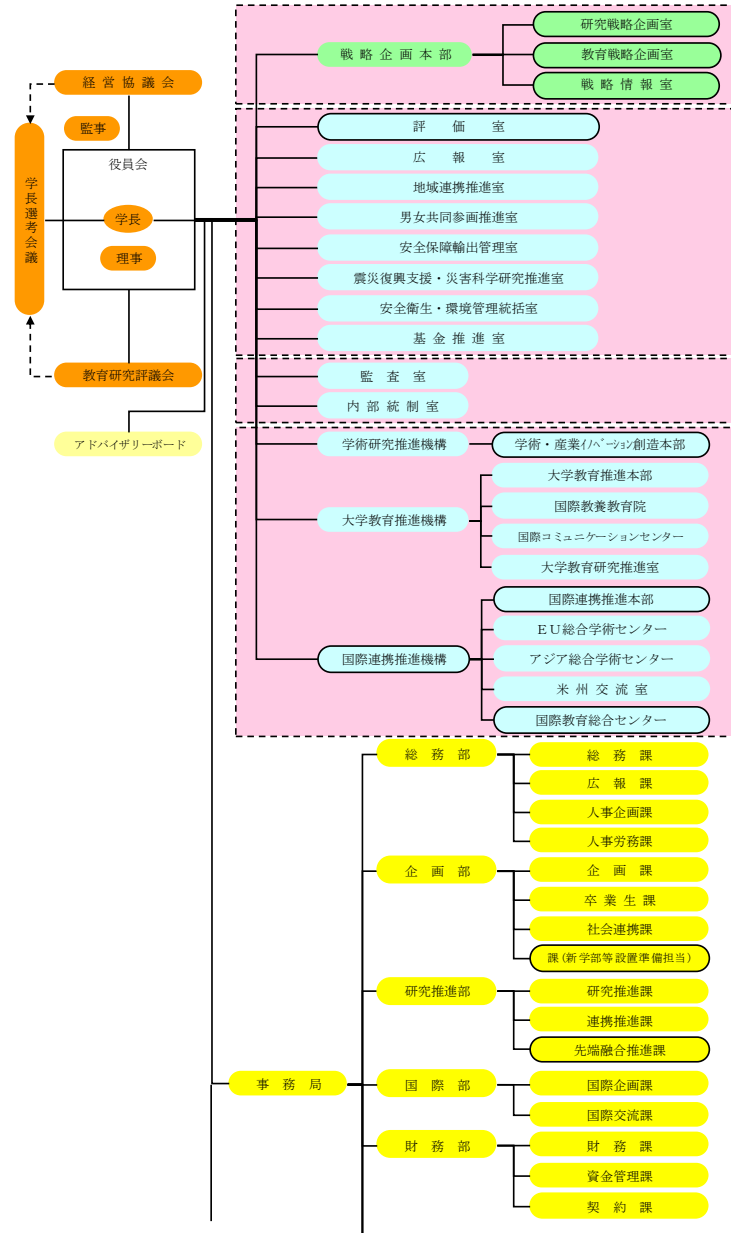 経営協議会
監事
役員会
学長選考会議
学長
理事
教育研究評議会
アドバイザリーボード
戦略企画本部
研究戦略企画室
教育戦略企画室
戦略情報室
評価室
広報室
地域連携推進室
男女共同参画推進室
安全保障輸出管理室
震災復興支援・災害科学研究推進室
安全衛生・環境管理統括室
基金推進室
監査室
内部統制室
学術研究推進機構
学術・産業イノベーション創造本部
大学教育推進機構
大学教育推進本部
国際教養教育院
国際コミュニケーションセンター
大学教育研究推進室
国際連携推進機構
国際連携推進本部
EU総合学術センター
アジア総合学術センター
米州交流室
国際教育総合センター
事務局
総務部
総務課
広報課
人事企画課
人事労務課
企画部
企画課
卒業生課
社会連携課
課(新学部等設置準備担当)
研究推進部
研究推進課
連携推進課
先端融合推進課
国際部
国際企画課
国際交流課
財務部
財務課
資金管理課
契約課